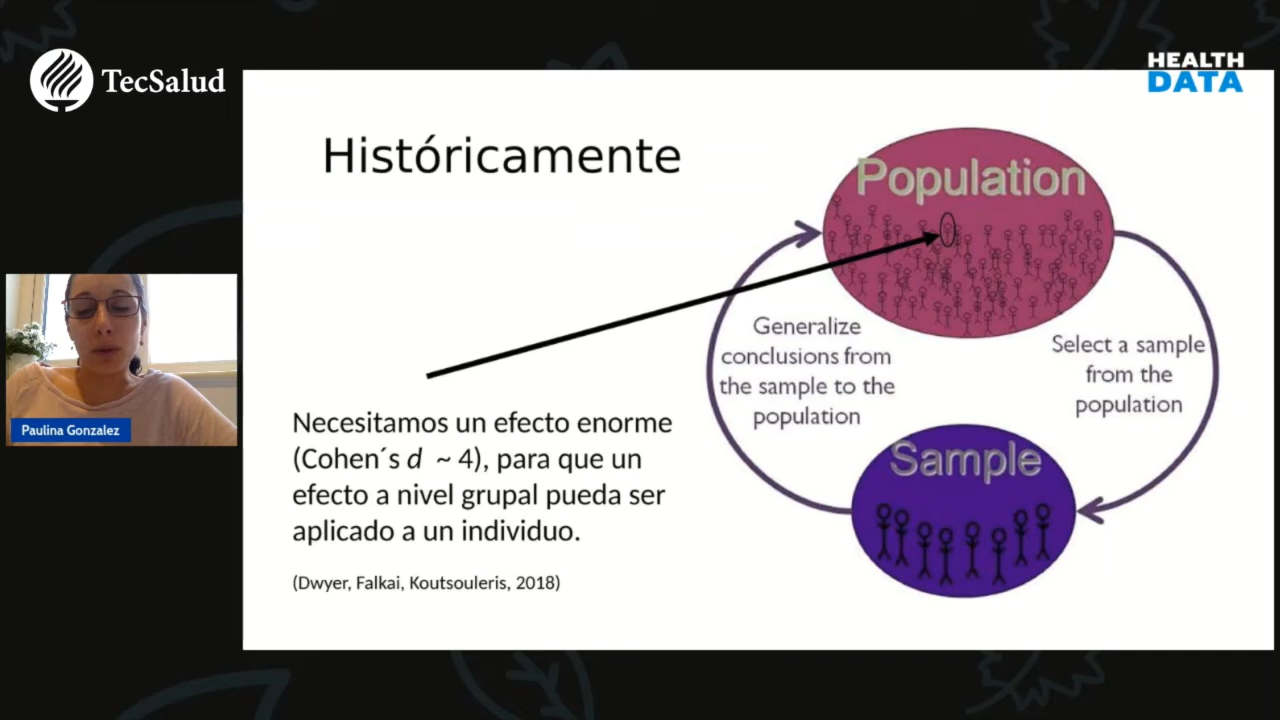 TecSalud
HEALTH
DATA
Históricamente
Population
Generalize
conclusions from
the sample to the
population
Select a sample
from the
population
Sample
Necesitamos un efecto enorme
(Cohen´s d ~ 4), para que un
efecto a nivel grupal pueda ser
aplicado a un individuo.
(Dwyer, Falkai, Koutsouleris, 2018)
Paulina Gonzalez